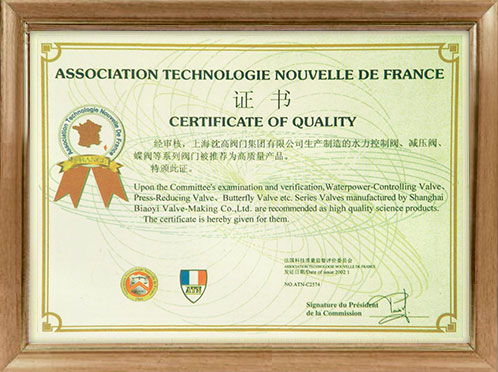 ASSOCIATION TECHNOLOGIE NOUVELLE DE FRANCE
证书
CERTIFICATE OF QUALITY
Association Technologie Nouvelle De France
经审核，上海沈高阀门集团有限公司生产制造的水力控制阀、减压阀、
蝶阀等系列阀门被推荐为高质量产品。
特颁此证。
Upon the Committee's examination and verification,Waterpower-Controlling Valve、
Press-Reducing Valve、Butterfly Valve etc. Series Valves manufactured by Shanghai
Biaoyi Valve-Making Co.,Ltd. are recommended as high quality science products.
The certificate is hereby given for them.
法国科技质量监督评价委员会
ASSOCIATION TECHNOLOGIE NOUVELLE DE FRANCE
发证日期/Date of issue 2002.1
NO ATN-C2574
Signature du Président
de la Commission